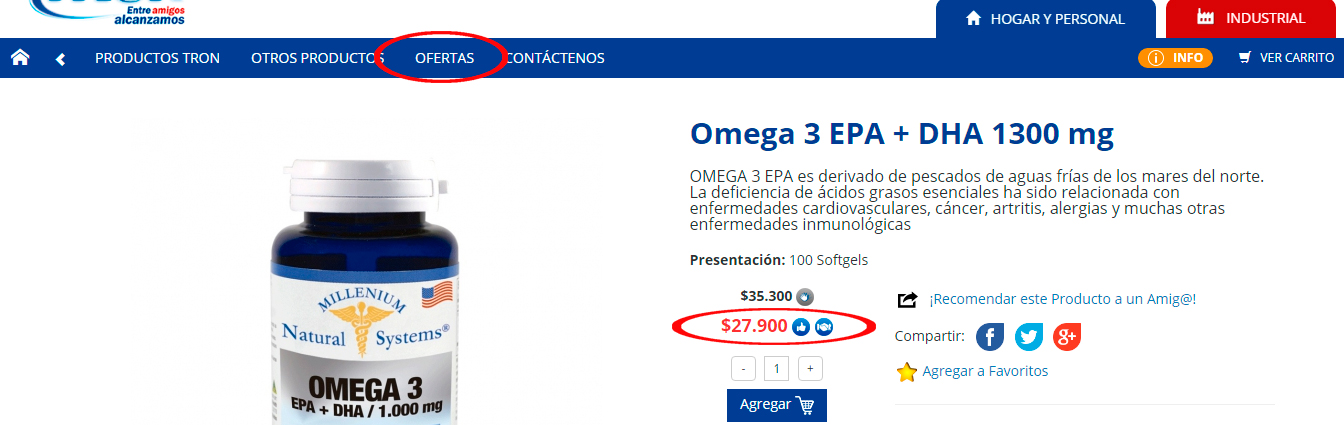 Entre amigos
alcanzamos
HOGAR Y PERSONAL
INDUSTRIAL
PRODUCTOS TRON
OTROS PRODUCTOS
OFERTAS
CONTÁCTENOS
INFO
VER CARRITO
Omega 3 EPA + DHA 1300 mg
OMEGA 3 EPA es derivado de pescados de aguas frías de los mares del norte.
La deficiencia de ácidos grasos esenciales ha sido relacionada con
enfermedades cardiovasculares, cáncer, artritis, alergias y muchas otras
enfermedades inmunológicas
Presentación: 100 Softgels
$35.300
$27.900
- 1 +
Agregar
¡Recomendar este Producto a un Amig@!
Compartir:
Agregar a Favoritos
MILLENIUM
Natural Systems®
OMEGA 3
EPA + DHA / 1.000 mg